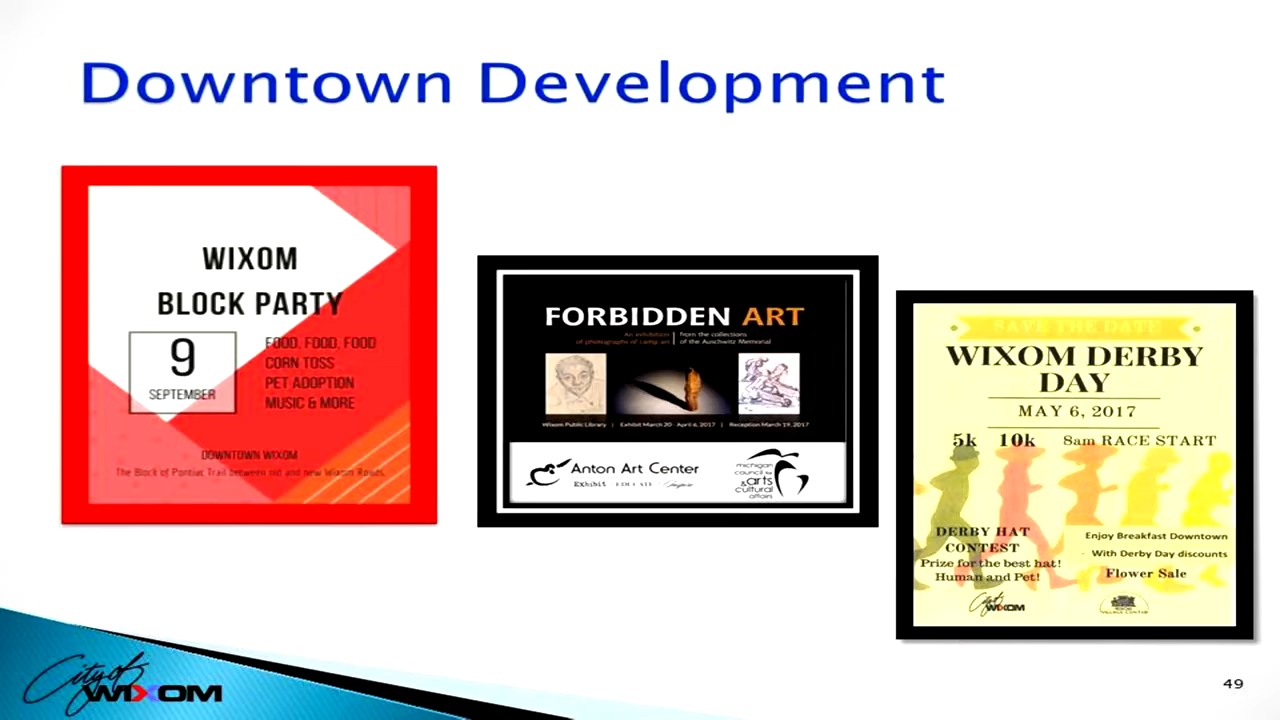 Downtown Development
WIXOM
BLOCK PARTY
9
SEPTEMBER
FOOD, FOOD, FOOD
CORN TOSS
PET ADOPTION
MUSIC & MORE
DOWNTOWN WIXOM
The Block of Pontiac Trail between old and new Wixom Roads.
FORBIDDEN ART
An exhibition | from the collections
of photographs of camp art | of the Auschwitz Memorial
Wixom Public Library | Exhibit March 20 - April 6, 2017 | Reception March 19, 2017
Anton Art Center
Exhibit EDUCATE Inspire
michigan
council for
&arts
cultural
affairs
SAVE THE DATE
WIXOM DERBY
DAY
MAY 6, 2017
5k 10k 8am RACE START
DERBY HAT
CONTEST
Prize for the best hat!
Human and Pet!
Enjoy Breakfast Downtown
With Derby Day discounts
Flower Sale
City of
WIXOM
City of
WIXOM
49